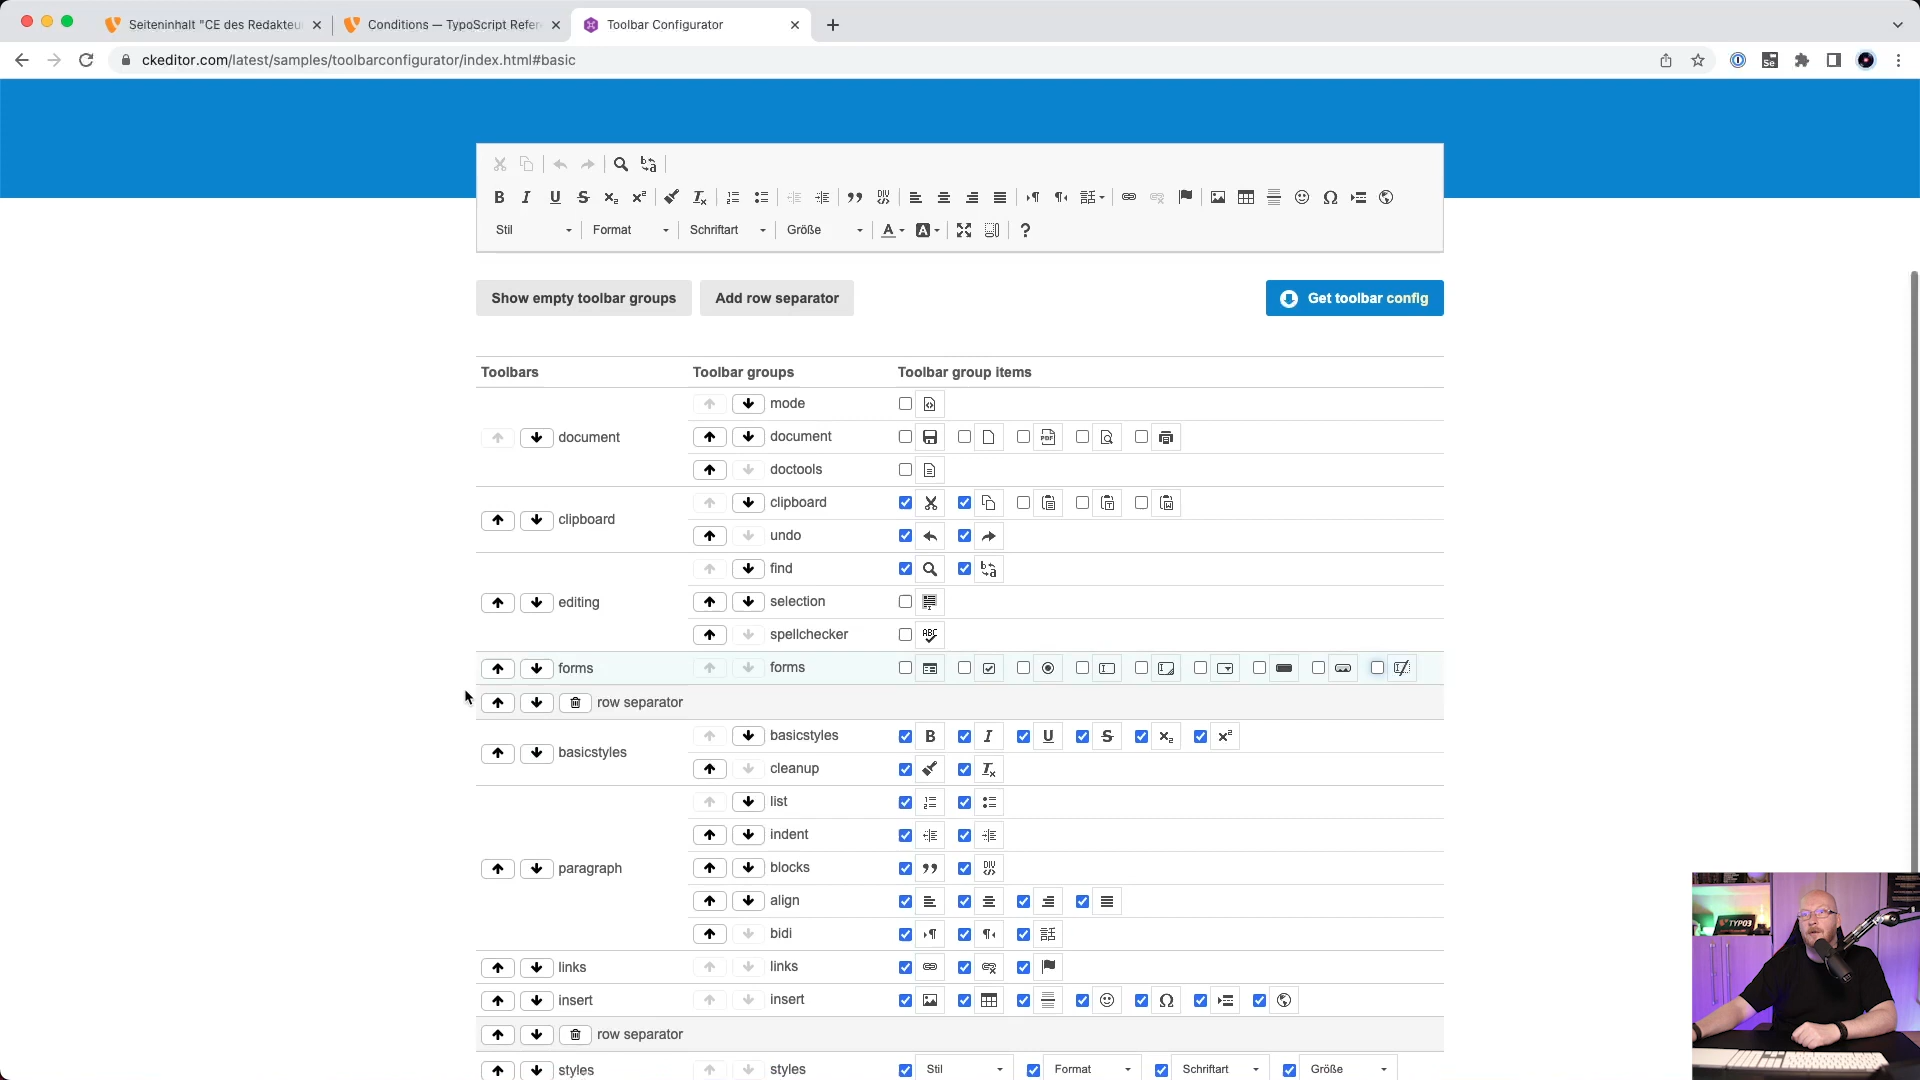 Seiteninhalt "CE des Redakteu
Conditions — TypoScript Refer
Toolbar Configurator
ckeditor.com/latest/samples/toolbarconfigurator/index.html#basic
Stil
Format
Schriftart
Größe
Show empty toolbar groups
Add row separator
Get toolbar config
Toolbars
Toolbar groups
Toolbar group items
mode
document
document
doctools
clipboard
clipboard
undo
find
editing
selection
spellchecker
forms
forms
row separator
basicstyles
basicstyles
cleanup
list
indent
paragraph
blocks
align
bidi
links
links
insert
insert
row separator
styles
styles
Stil
Format
Schriftart
Größe
TYPO3